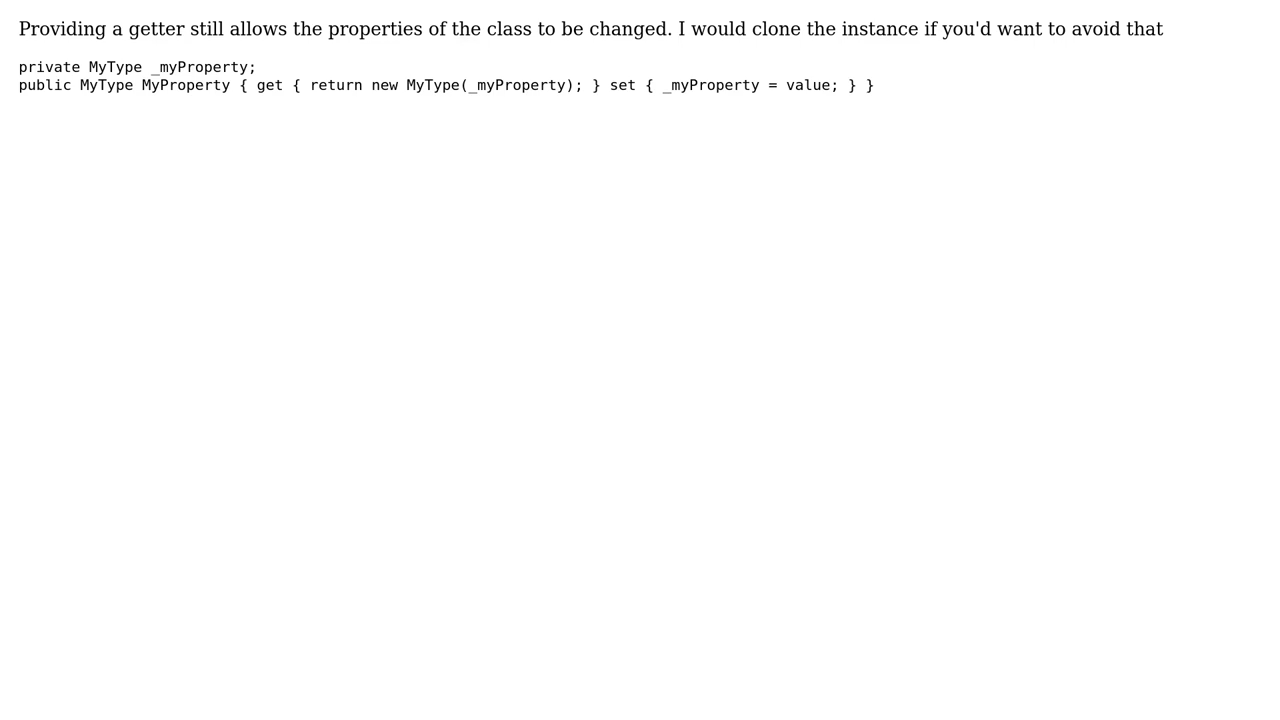 Providing a getter still allows the properties of the class to be changed. I would clone the instance if you'd want to avoid that
private MyType _myProperty;
public MyType MyProperty { get { return new MyType(_myProperty); } set { _myProperty = value; } }